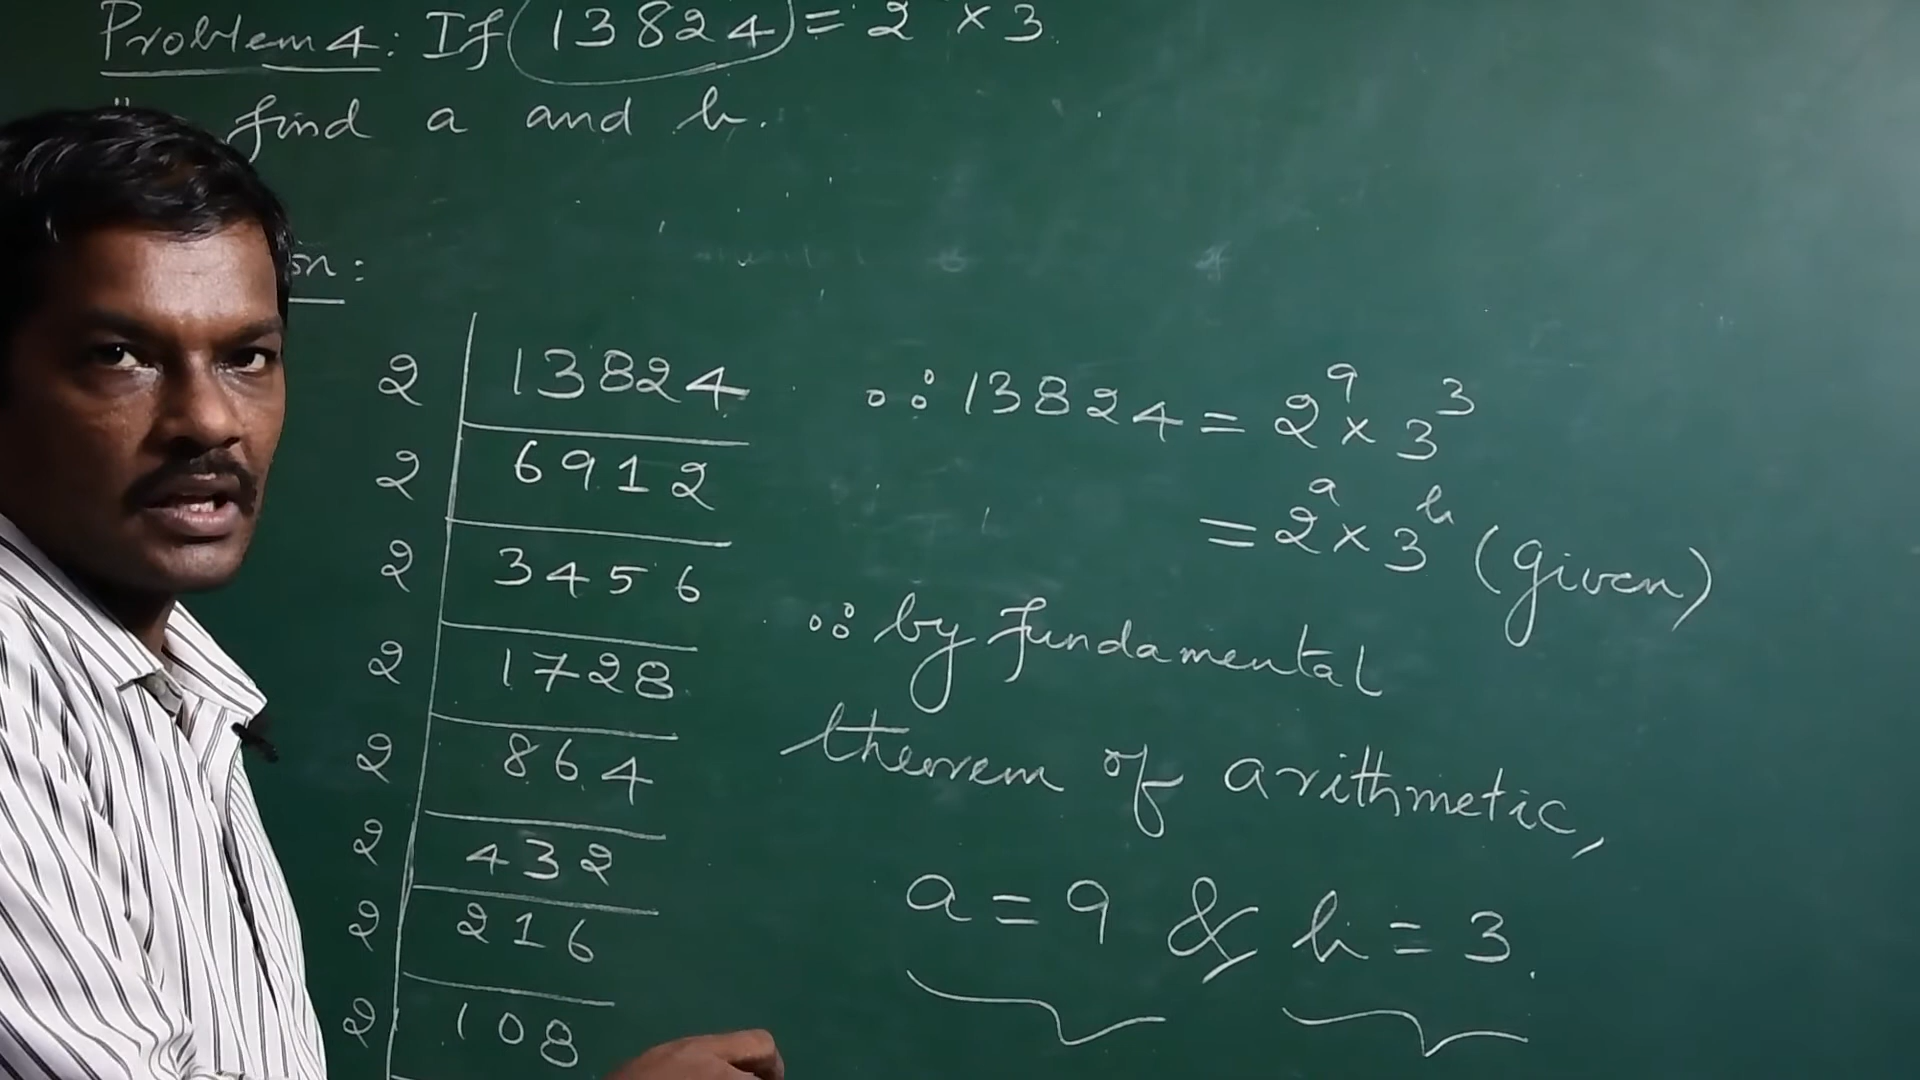 Problem 4: If 13824 = 2 × 3
find a and b.
on:
2 | 13824
2 | 6912
2 | 3456
2 | 1728
2 | 864
2 | 432
2 | 216
2 | 108
∴ 13824 = 2⁹ × 3³
= 2ᵃ × 3ᵇ (given)
∴ by fundamental
theorem of arithmetic,
a = 9 & b = 3.